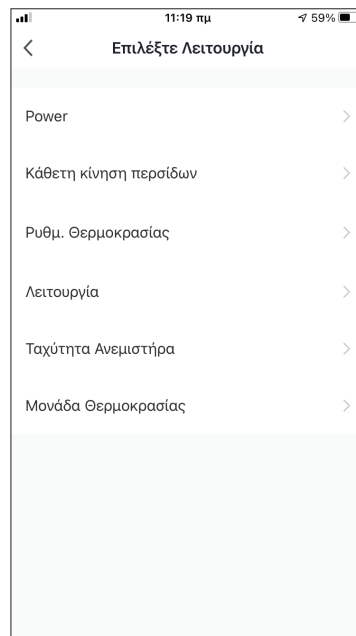 11:19 πμ 59%
Επιλέξτε Λειτουργία
Power
Κάθετη κίνηση περσίδων
Ρυθμ. Θερμοκρασίας
Λειτουργία
Ταχύτητα Ανεμιστήρα
Μονάδα Θερμοκρασίας